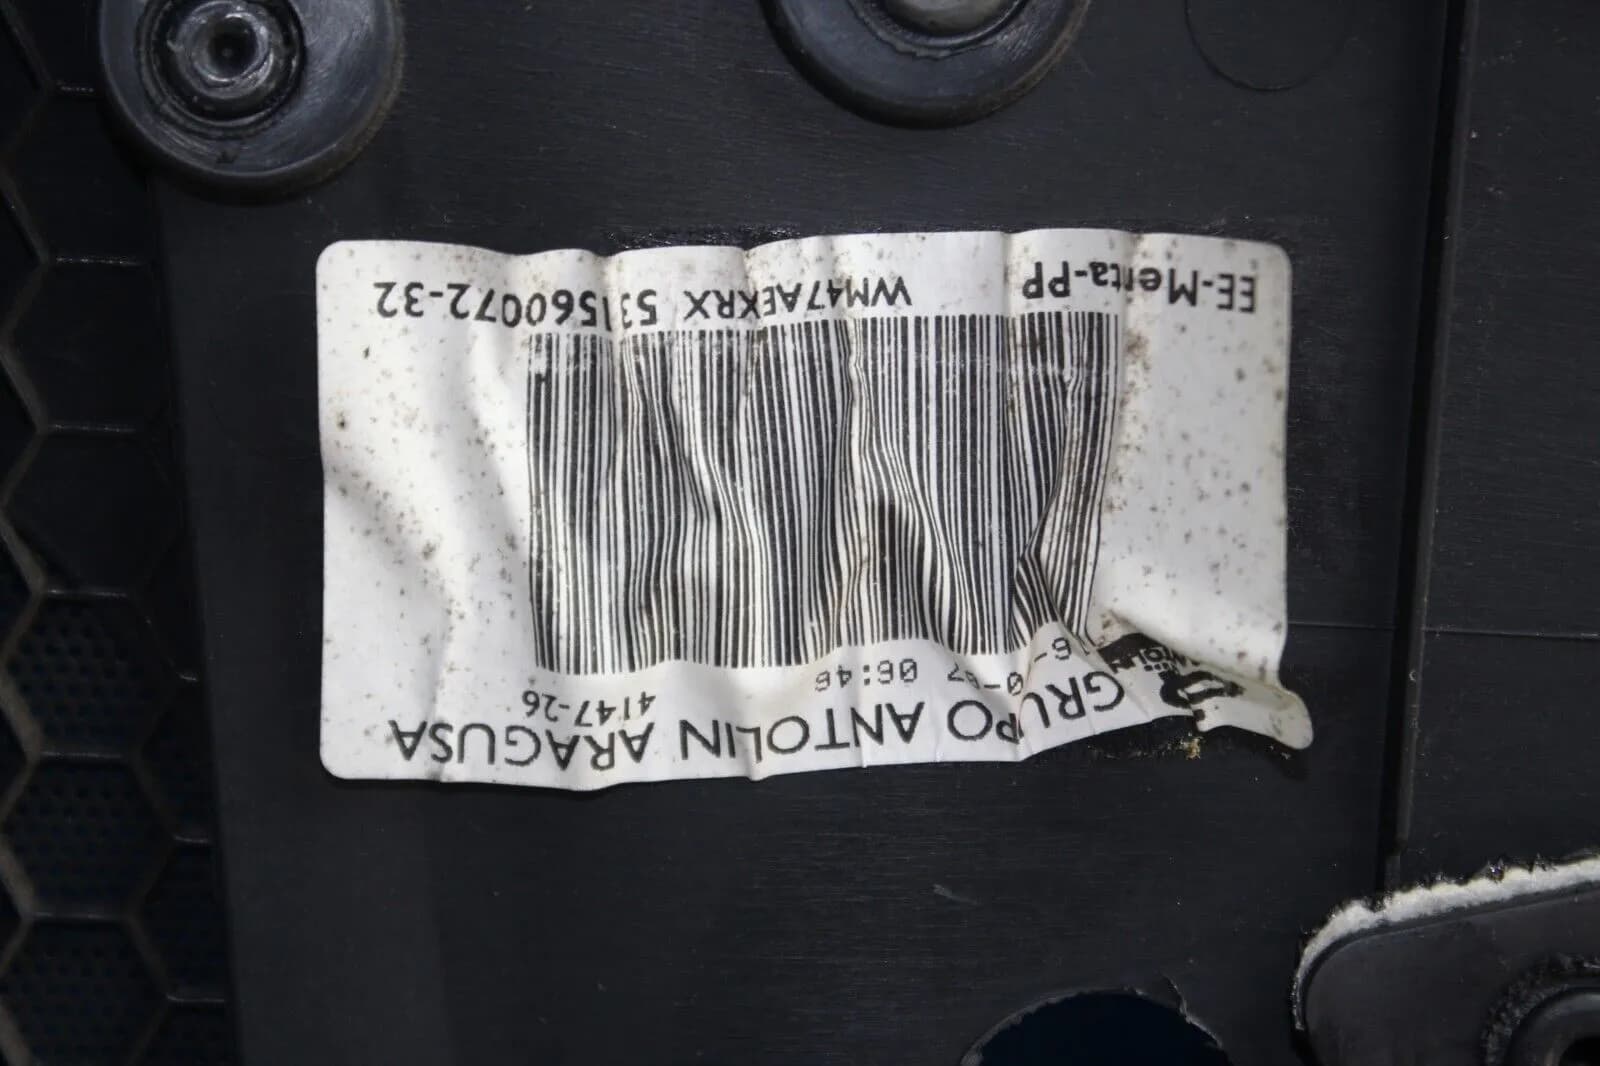 GRUPO ANTOLIN ARAGUSA
06:46 4147-26
EE-Menta-PP WM47AEKRX 531560072-32